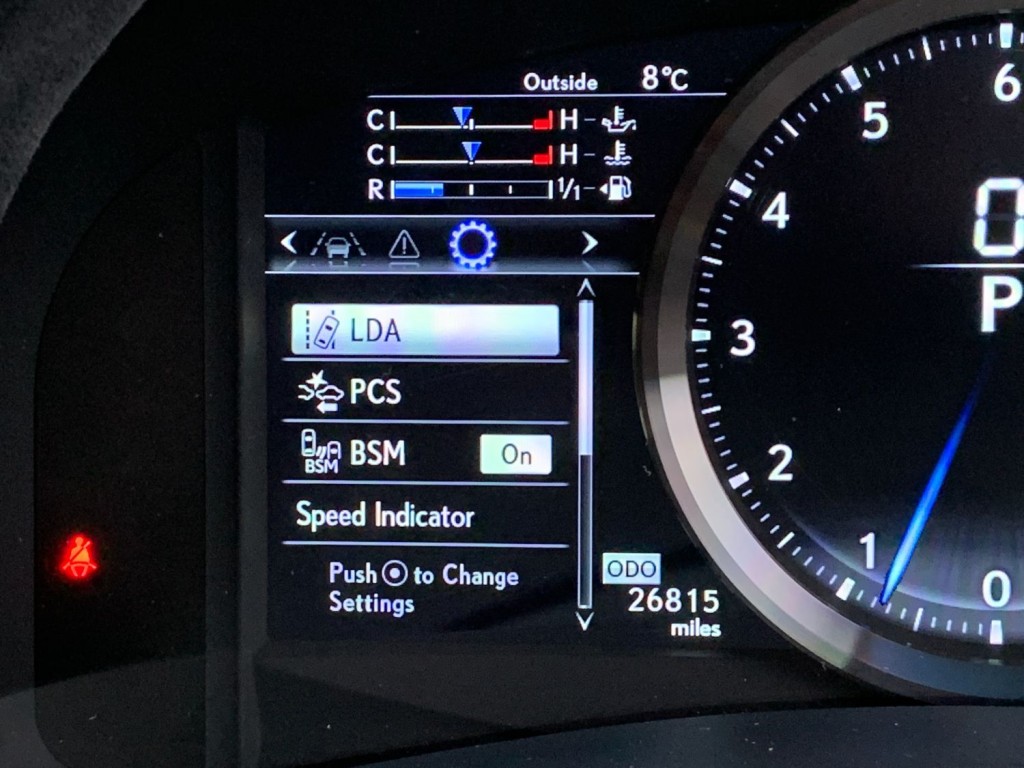 Outside 8°C
C H
C H
R 1/1
LDA
PCS
BSM BSM On
Speed Indicator
Push to Change
Settings
ODO
26815
miles
6
5
4
3
2
1
0
0
P